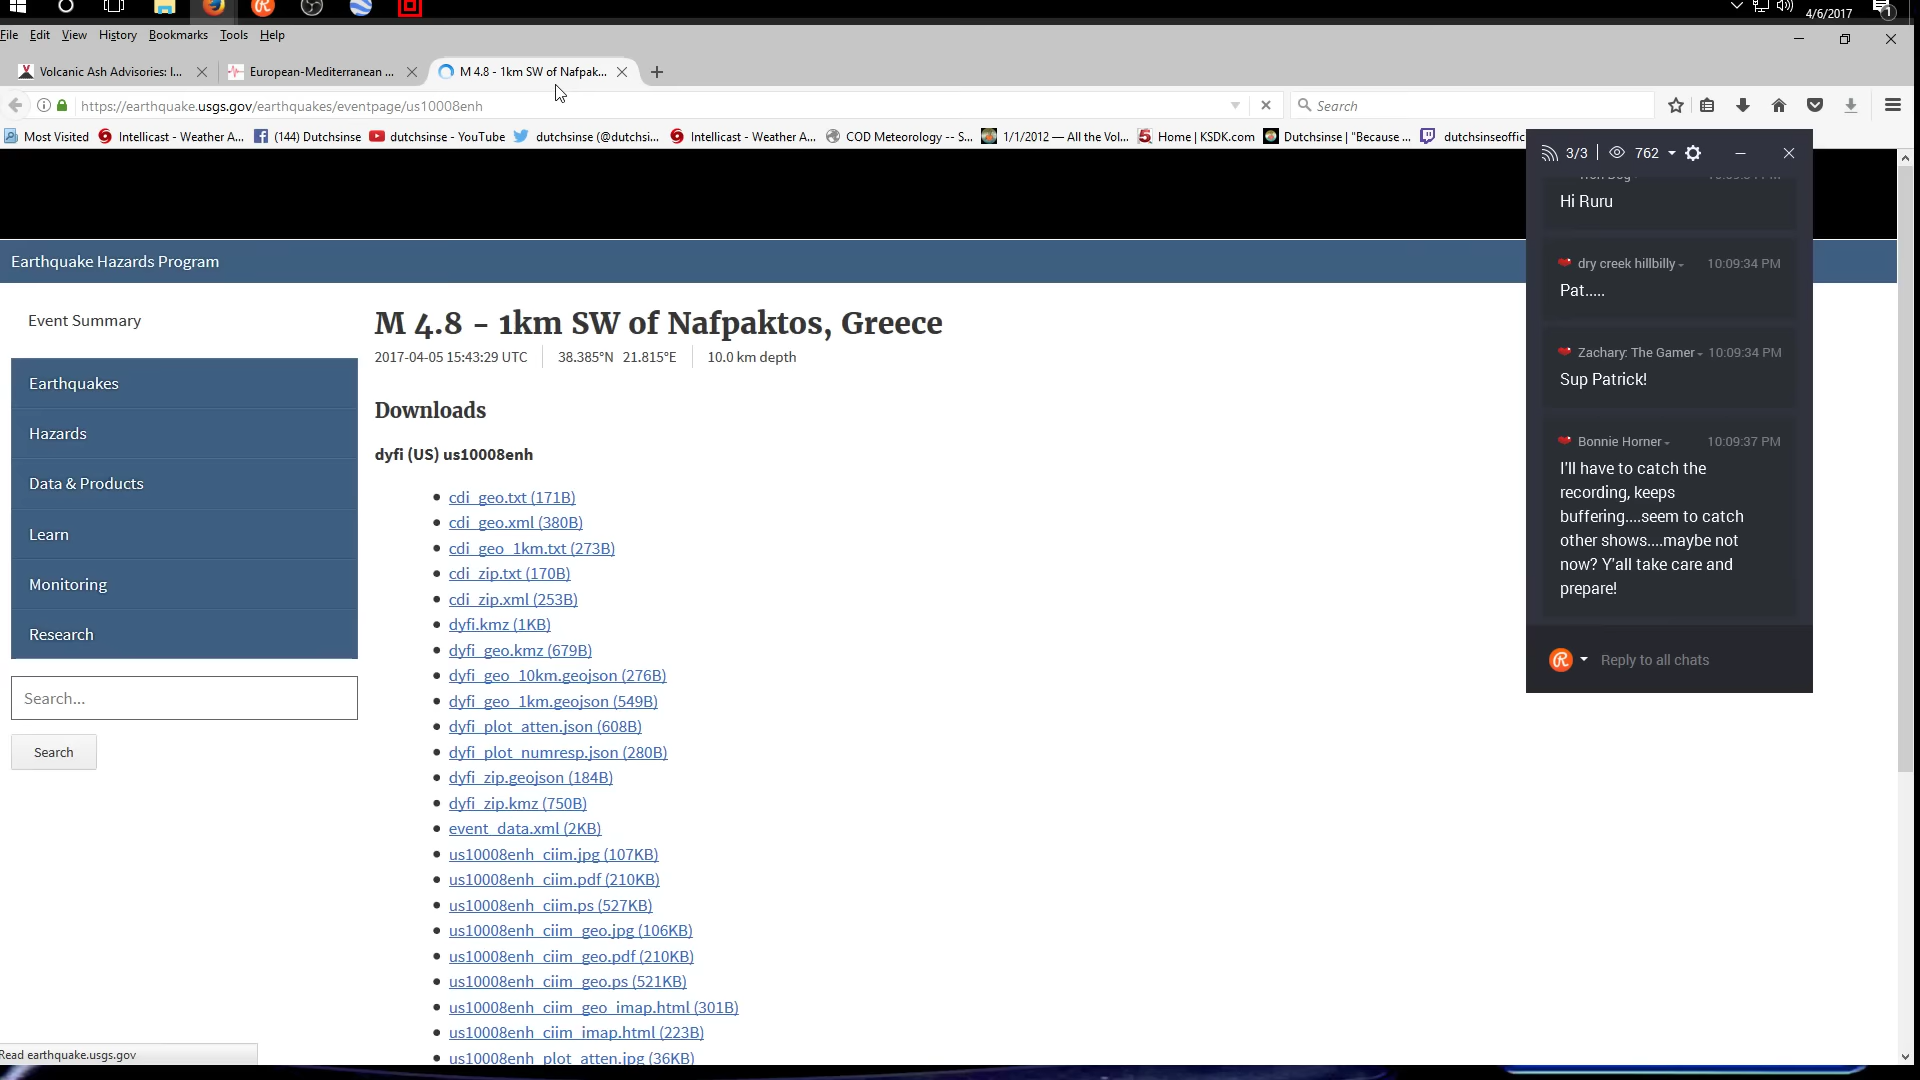 4/6/2017
1
File Edit View History Bookmarks Tools Help
Volcanic Ash Advisories: I...
European-Mediterranean ...
M 4.8 - 1km SW of Nafpak...
https://earthquake.usgs.gov/earthquakes/eventpage/us10008enh
Search
Most Visited
Intellicast - Weather A...
(144) Dutchsinse
dutchsinse - YouTube
dutchsinse (@dutchsi...
Intellicast - Weather A...
COD Meteorology -- S...
1/1/2012 — All the Vol...
Home | KSDK.com
Dutchsinse | "Because ...
dutchsinseoffic
Earthquake Hazards Program
Event Summary
Earthquakes
Hazards
Data & Products
Learn
Monitoring
Research
Search...
Search
M 4.8 - 1km SW of Nafpaktos, Greece
2017-04-05 15:43:29 UTC 38.385°N 21.815°E 10.0 km depth
Downloads
dyfi (US) us10008enh
cdi_geo.txt (171B)
cdi_geo.xml (380B)
cdi_geo_1km.txt (273B)
cdi_zip.txt (170B)
cdi_zip.xml (253B)
dyfi.kmz (1KB)
dyfi_geo.kmz (679B)
dyfi_geo_10km.geojson (276B)
dyfi_geo_1km.geojson (549B)
dyfi_plot_atten.json (608B)
dyfi_plot_numresp.json (280B)
dyfi_zip.geojson (184B)
dyfi_zip.kmz (750B)
event_data.xml (2KB)
us10008enh_ciim.jpg (107KB)
us10008enh_ciim.pdf (210KB)
us10008enh_ciim.ps (527KB)
us10008enh_ciim_geo.jpg (106KB)
us10008enh_ciim_geo.pdf (210KB)
us10008enh_ciim_geo.ps (521KB)
us10008enh_ciim_geo_imap.html (301B)
us10008enh_ciim_imap.html (223B)
us10008enh_plot_atten.jpg (36KB)
3/3 762
Hi Ruru
dry creek hillbilly 10:09:34 PM
Pat.....
Zachary: The Gamer 10:09:34 PM
Sup Patrick!
Bonnie Horner 10:09:37 PM
I'll have to catch the
recording, keeps
buffering....seem to catch
other shows....maybe not
now? Y'all take care and
prepare!
Reply to all chats
Read earthquake.usgs.gov